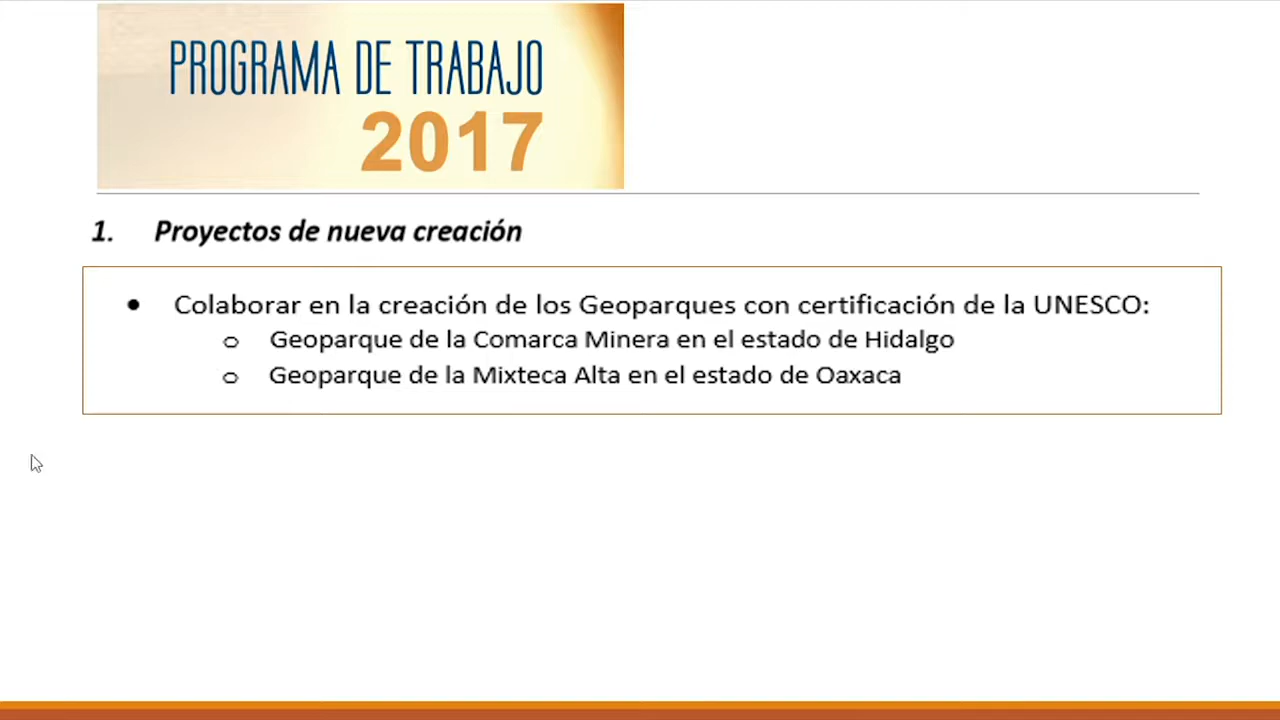 PROGRAMA DE TRABAJO
2017
1. Proyectos de nueva creación
• Colaborar en la creación de los Geoparques con certificación de la UNESCO:
o Geoparque de la Comarca Minera en el estado de Hidalgo
o Geoparque de la Mixteca Alta en el estado de Oaxaca